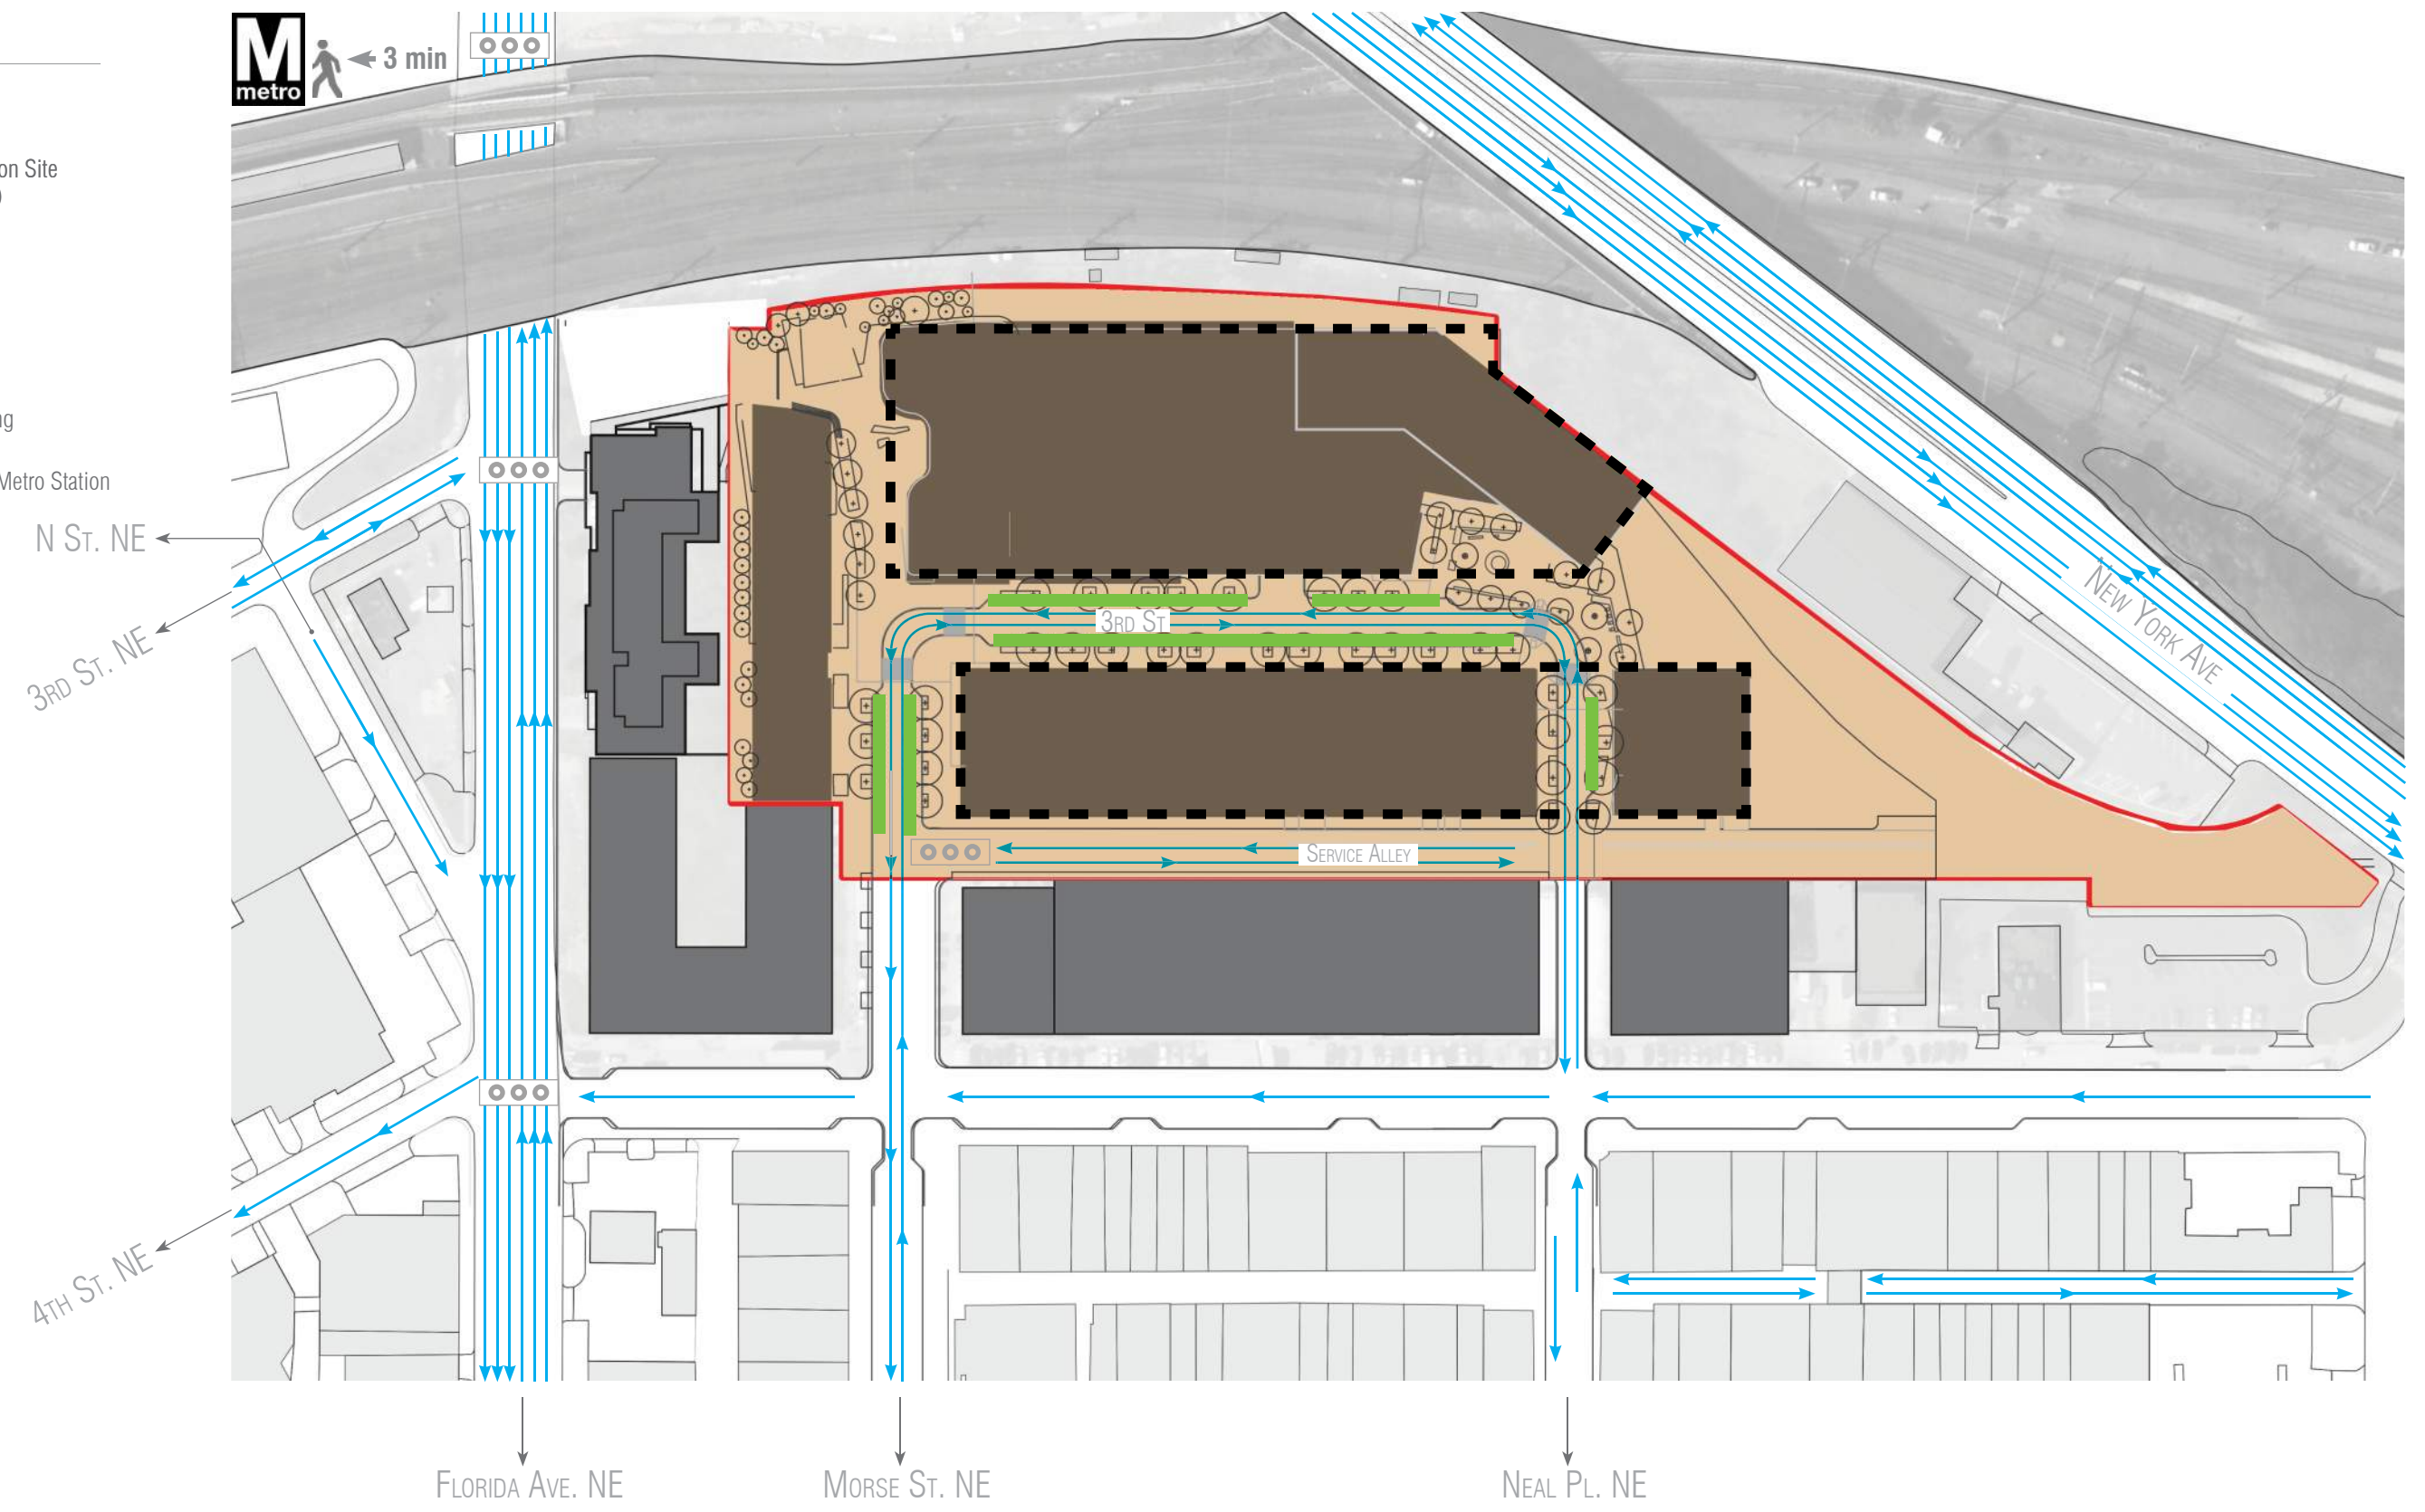 M
metro
3 min
on Site
)
ng
Metro Station
N St. NE
3rd St. NE
4th St. NE
3rd St
Service Alley
New York Ave
Florida Ave. NE
Morse St. NE
Neal Pl. NE